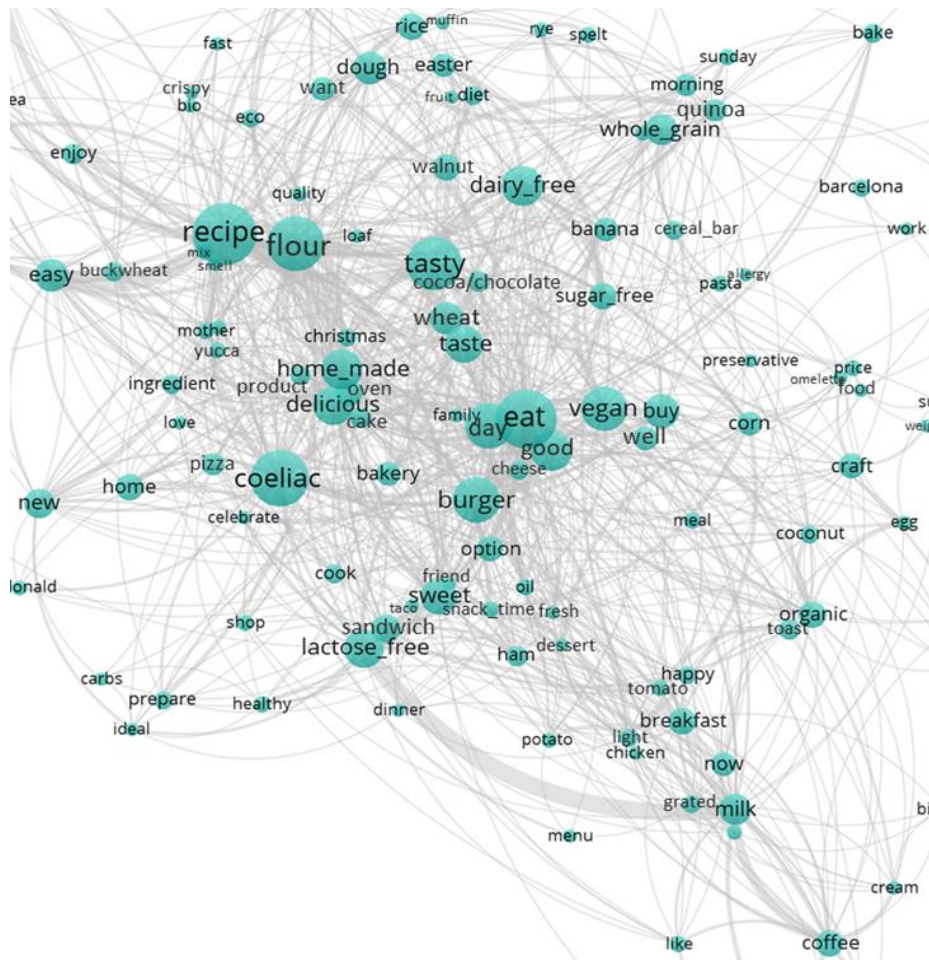 rice
muffin
rye
spelt
bake
fast
sunday
dough
easter
want
morning
crispy
bio
fruit
diet
quinoa
ea
eco
whole_grain
enjoy
walnut
dairy_free
quality
barcelona
recipe
flour
loaf
banana
cereal_bar
work
mix
smell
tasty
easy
buckwheat
cocoa/chocolate
allergy
pasta
sugar_free
wheat
mother
christmas
taste
yucca
preservative
home_made
price
omelette
food
ingredient
product
oven
delicious
su
love
cake
family
eat
vegan
buy
day
corn
wei
well
good
pizza
coeliac
bakery
cheese
craft
home
new
burger
celebrate
meal
egg
coconut
option
cook
friend
oil
onald
sweet
taco
snack_time
fresh
organic
shop
sandwich
toast
lactose_free
ham
dessert
carbs
happy
tomato
prepare
healthy
dinner
breakfast
ideal
potato
light
chicken
now
grated
milk
bi
menu
cream
like
coffee